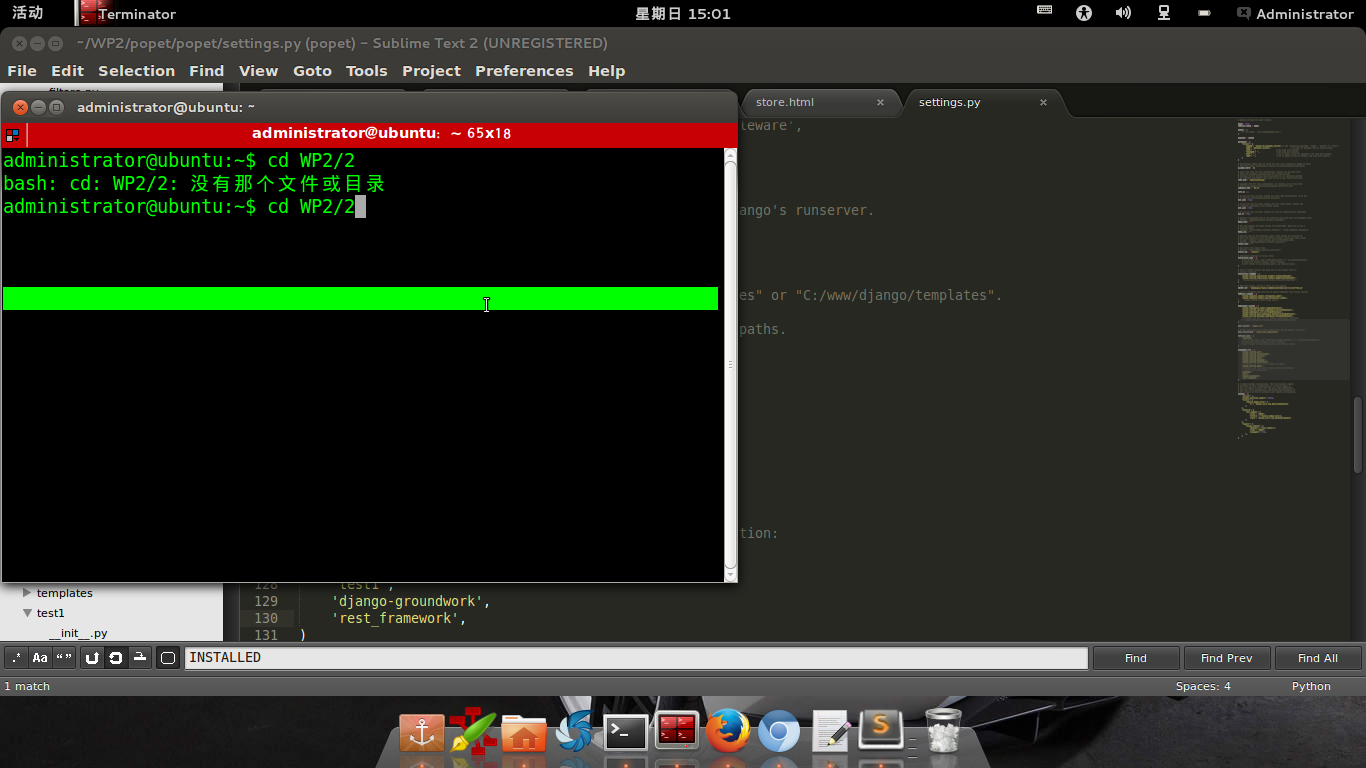 活动
Terminator
星期日 15:01
Administrator
~/WP2/popet/popet/settings.py (popet) – Sublime Text 2 (UNREGISTERED)
File Edit Selection Find View Goto Tools Project Preferences Help
administrator@ubuntu: ~
store.html
settings.py
administrator@ubuntu: ~ 65x18
administrator@ubuntu:~$ cd WP2/2
bash: cd: WP2/2: 没有那个文件或目录
administrator@ubuntu:~$ cd WP2/2
leware',
ango's runserver.
es" or "C:/www/django/templates".
paths.
tion:
128 'test1',
129 'django-groundwork',
130 'rest_framework',
131 )
templates
test1
__init__.py
.* Aa “”
INSTALLED
Find Find Prev Find All
1 match
Spaces: 4 Python